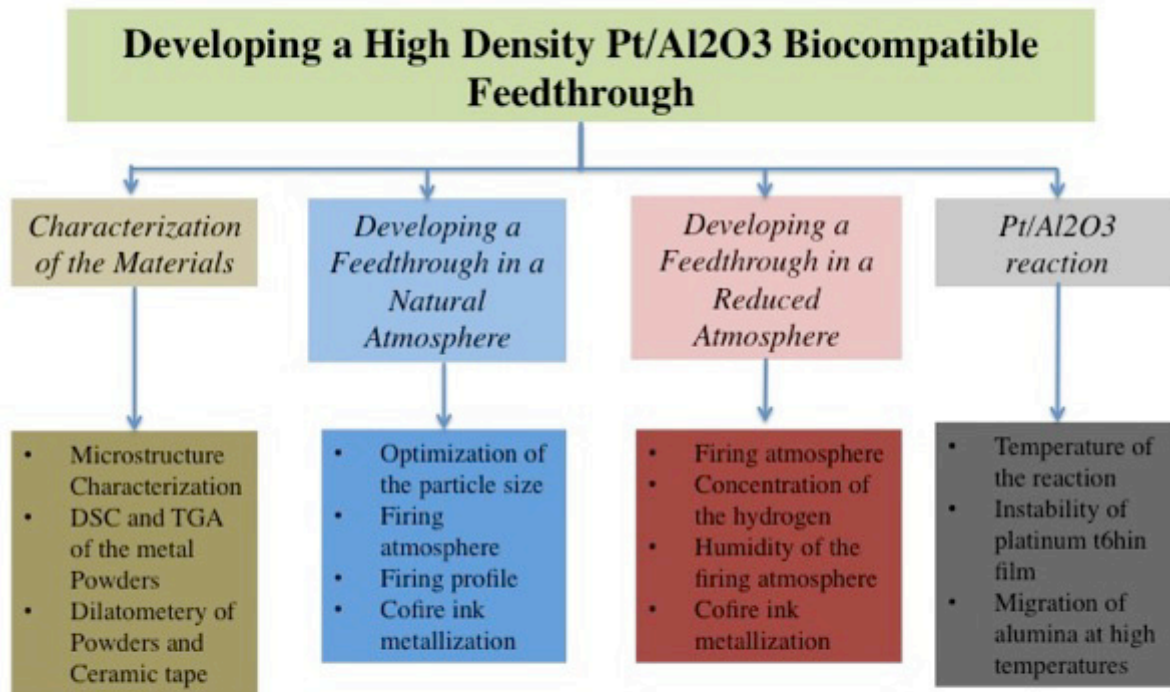 Developing a High Density Pt/Al2O3 Biocompatible
Feedthrough
Characterization
of the Materials
Developing a
Feedthrough in a
Natural
Atmosphere
Developing a
Feedthrough in a
Reduced
Atmosphere
Pt/Al2O3
reaction
• Microstructure
Characterization
• DSC and TGA
of the metal
Powders
• Dilatometery of
Powders and
Ceramic tape
• Optimization of
the particle size
• Firing
atmosphere
• Firing profile
• Cofire ink
metallization
• Firing atmosphere
• Concentration of
the hydrogen
• Humidity of the
firing atmosphere
• Cofire ink
metallization
• Temperature of
the reaction
• Instability of
platinum t6hin
film
• Migration of
alumina at high
temperatures